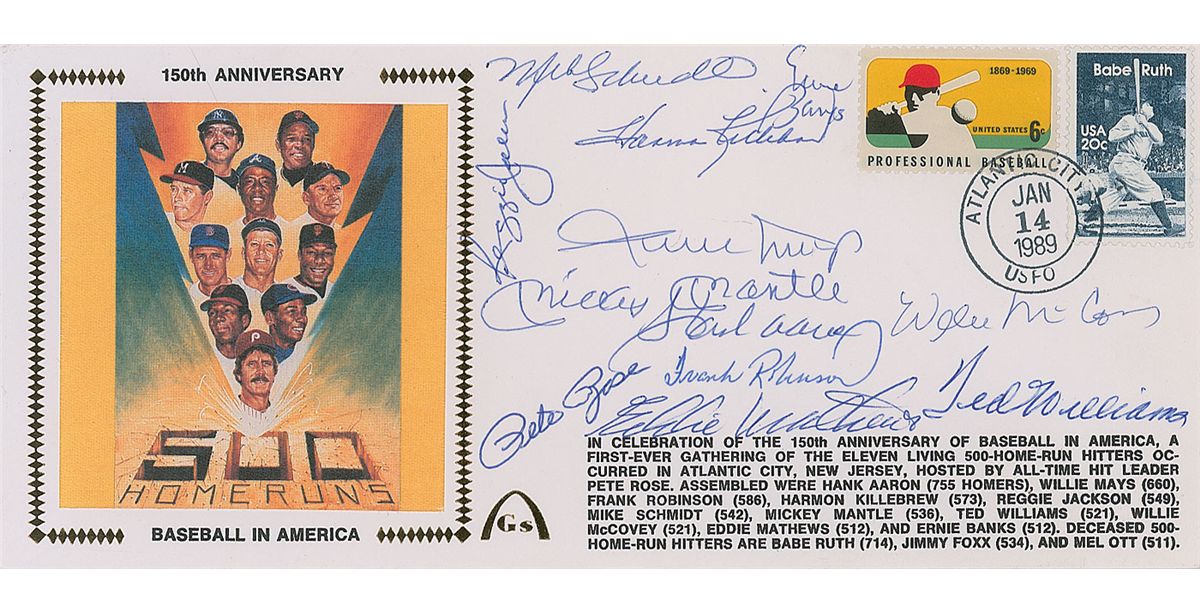 150th ANNIVERSARY
500
HOMERUNS
BASEBALL IN AMERICA
Mike Schmidt
Ernie
Banks
Harmon Killebrew
Reggie Jackson
Willie Mays
Mickey Mantle
Hank Aaron
Willie McCovey
Frank Robinson
Pete Rose
Eddie Mathews
Ted Williams
1869-1969
UNITED STATES 6c
PROFESSIONAL BASEBALL
Babe Ruth
USA
20c
ATLANTIC CITY
JAN
14
1989
USPO
Gs
IN CELEBRATION OF THE 150TH ANNIVERSARY OF BASEBALL IN AMERICA, A
FIRST-EVER GATHERING OF THE ELEVEN LIVING 500-HOME-RUN HITTERS OC-
CURRED IN ATLANTIC CITY, NEW JERSEY, HOSTED BY ALL-TIME HIT LEADER
PETE ROSE. ASSEMBLED WERE HANK AARON (755 HOMERS), WILLIE MAYS (660),
FRANK ROBINSON (586), HARMON KILLEBREW (573), REGGIE JACKSON (549),
MIKE SCHMIDT (542), MICKEY MANTLE (536), TED WILLIAMS (521), WILLIE
McCOVEY (521), EDDIE MATHEWS (512), AND ERNIE BANKS (512). DECEASED 500-
HOME-RUN HITTERS ARE BABE RUTH (714), JIMMY FOXX (534), AND MEL OTT (511).